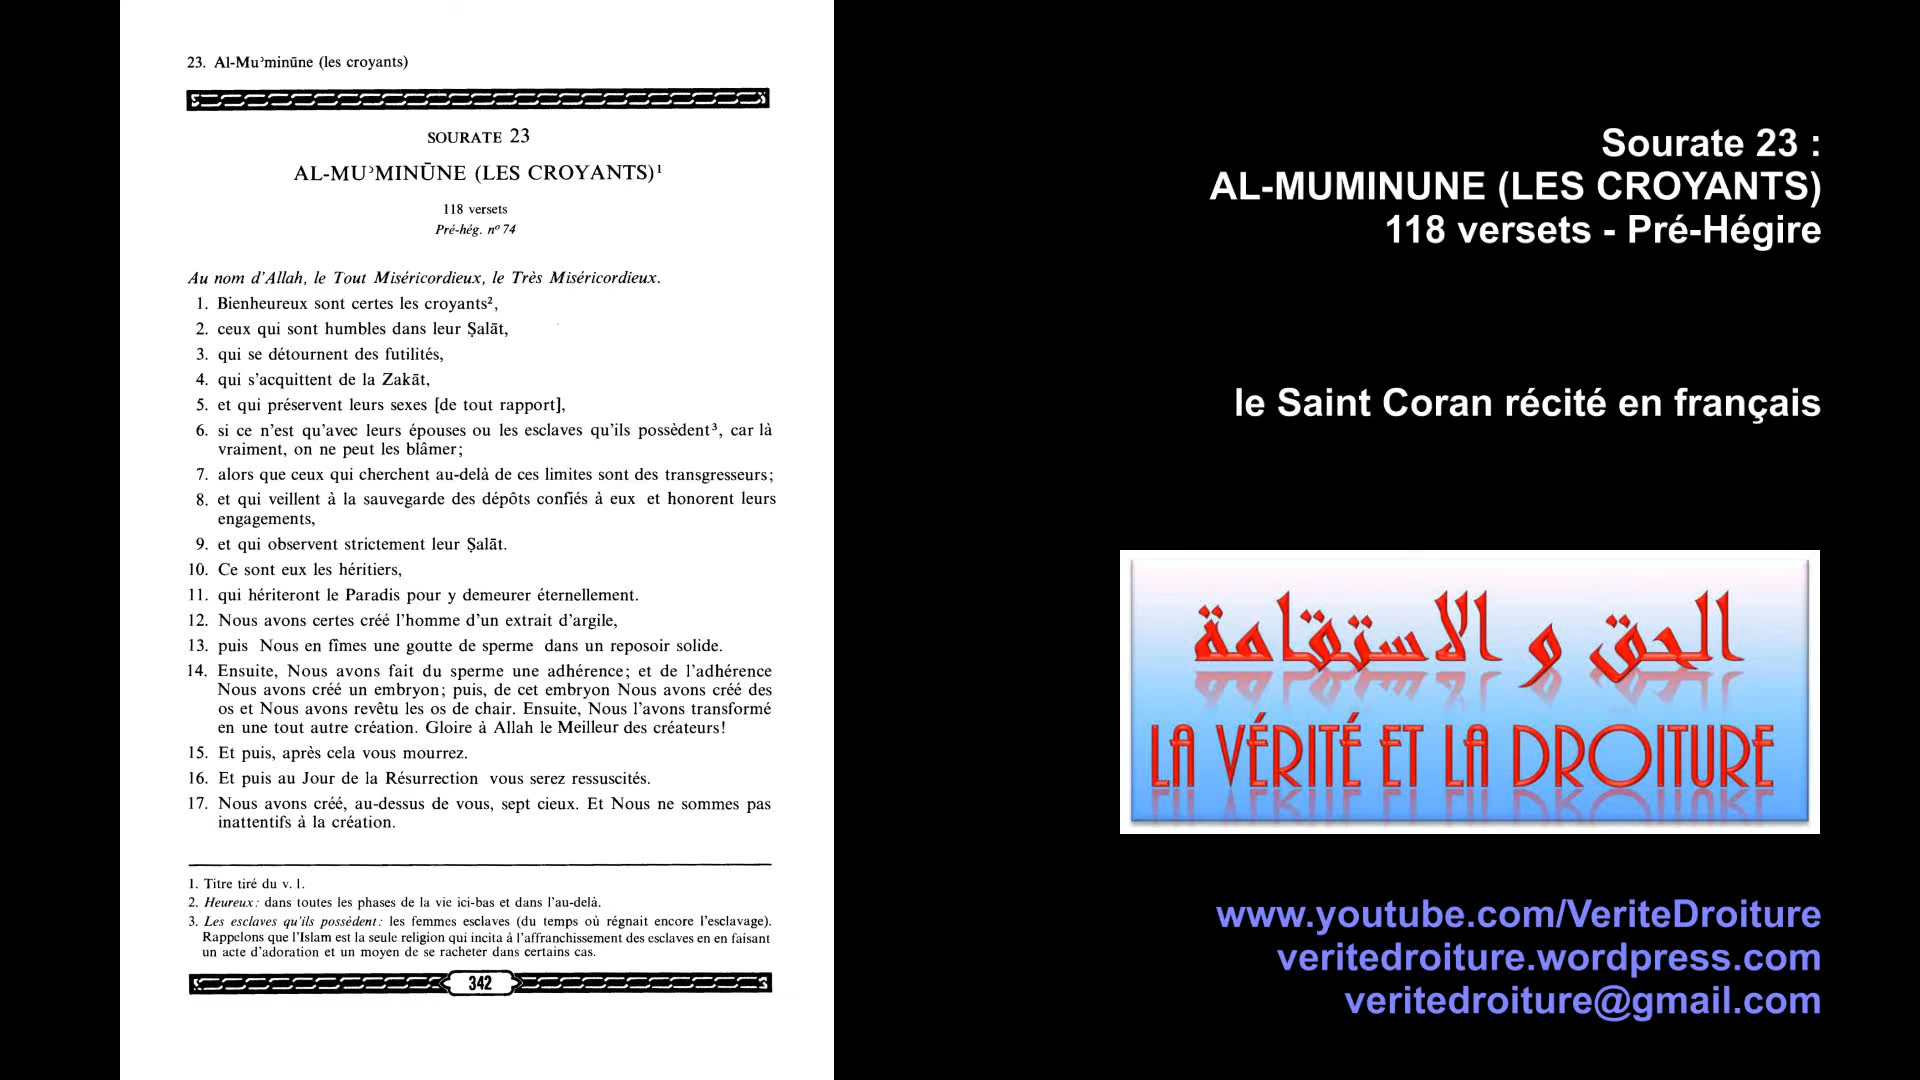 23. Al-Muʾminūne (les croyants)
SOURATE 23
AL-MUʾMINŪNE (LES CROYANTS)¹
118 versets
Pré-hég. nº 74
Au nom d'Allah, le Tout Miséricordieux, le Très Miséricordieux.
1. Bienheureux sont certes les croyants²,
2. ceux qui sont humbles dans leur Ṣalāt,
3. qui se détournent des futilités,
4. qui s'acquittent de la Zakāt,
5. et qui préservent leurs sexes [de tout rapport],
6. si ce n'est qu'avec leurs épouses ou les esclaves qu'ils possèdent³, car là
vraiment, on ne peut les blâmer;
7. alors que ceux qui cherchent au-delà de ces limites sont des transgresseurs;
8. et qui veillent à la sauvegarde des dépôts confiés à eux et honorent leurs
engagements,
9. et qui observent strictement leur Ṣalāt.
10. Ce sont eux les héritiers,
11. qui hériteront le Paradis pour y demeurer éternellement.
12. Nous avons certes créé l'homme d'un extrait d'argile,
13. puis Nous en fîmes une goutte de sperme dans un reposoir solide.
14. Ensuite, Nous avons fait du sperme une adhérence; et de l'adhérence
Nous avons créé un embryon; puis, de cet embryon Nous avons créé des
os et Nous avons revêtu les os de chair. Ensuite, Nous l'avons transformé
en une tout autre création. Gloire à Allah le Meilleur des créateurs!
15. Et puis, après cela vous mourrez.
16. Et puis au Jour de la Résurrection vous serez ressuscités.
17. Nous avons créé, au-dessus de vous, sept cieux. Et Nous ne sommes pas
inattentifs à la création.
1. Titre tiré du v. 1.
2. Heureux: dans toutes les phases de la vie ici-bas et dans l'au-delà.
3. Les esclaves qu'ils possèdent: les femmes esclaves (du temps où régnait encore l'esclavage).
Rappelons que l'Islam est la seule religion qui incita à l'affranchissement des esclaves en en faisant
un acte d'adoration et un moyen de se racheter dans certains cas.
342
Sourate 23 :
AL-MUMINUNE (LES CROYANTS)
118 versets - Pré-Hégire
le Saint Coran récité en français
الحق و الاستقامة
LA VÉRITÉ ET LA DROITURE
www.youtube.com/VeriteDroiture
veritedroiture.wordpress.com
veritedroiture@gmail.com